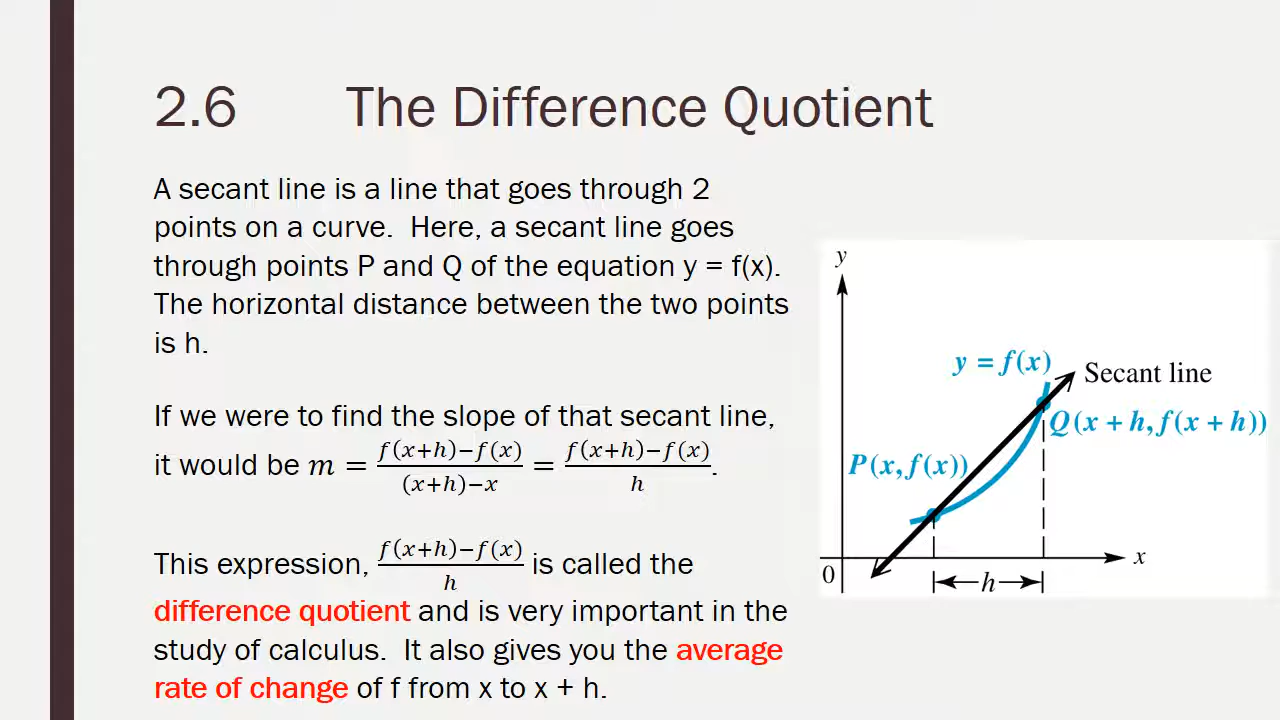 2.6 The Difference Quotient
A secant line is a line that goes through 2
points on a curve. Here, a secant line goes
through points P and Q of the equation y = f(x).
The horizontal distance between the two points
is h.
If we were to find the slope of that secant line,
it would be m = \frac{f(x+h)−f(x)}{(x+h)−x} = \frac{f(x+h)−f(x)}{h}.
This expression, \frac{f(x+h)−f(x)}{h} is called the
difference quotient and is very important in the
study of calculus. It also gives you the average
rate of change of f from x to x + h.
y
y = f(x)
Secant line
Q(x + h, f(x + h))
P(x, f(x))
x
0
h